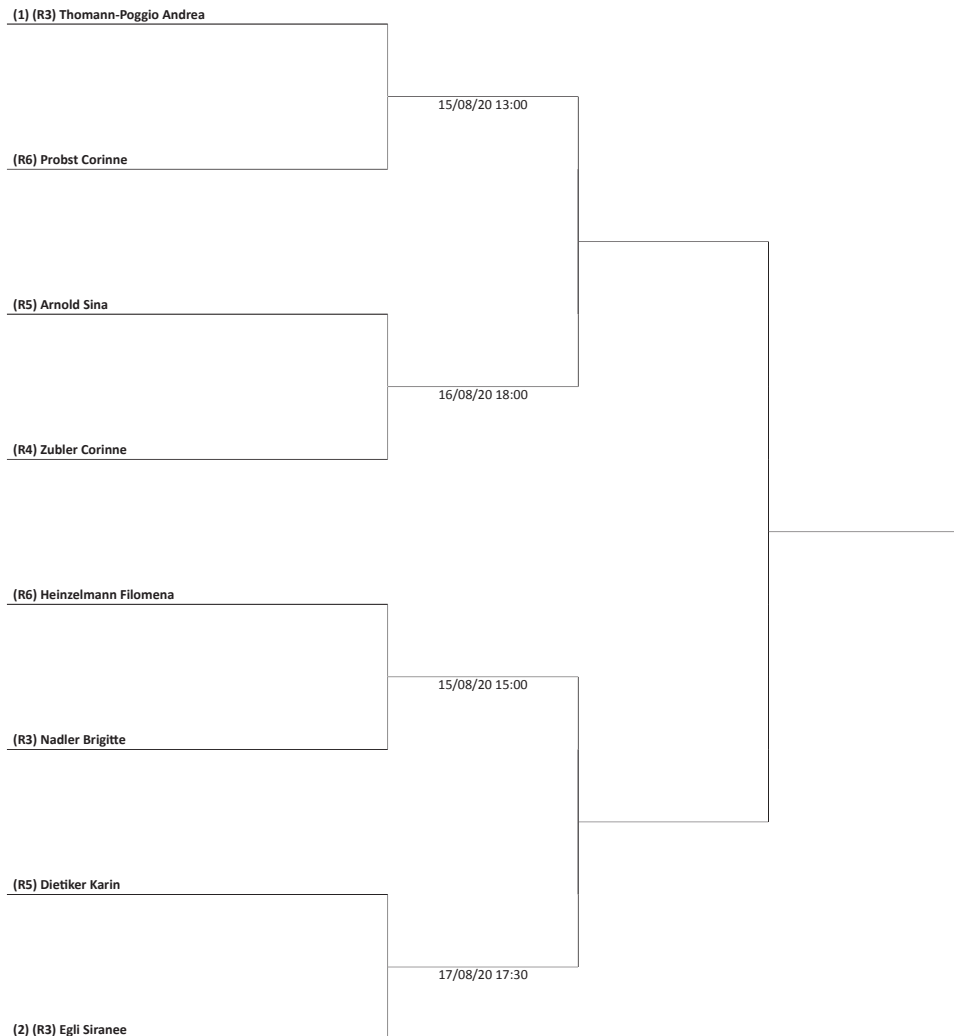 (1) (R3) Thomann-Poggio Andrea
15/08/20 13:00
(R6) Probst Corinne
(R5) Arnold Sina
16/08/20 18:00
(R4) Zubler Corinne
(R6) Heinzelmann Filomena
15/08/20 15:00
(R3) Nadler Brigitte
(R5) Dietiker Karin
17/08/20 17:30
(2) (R3) Egli Siranee